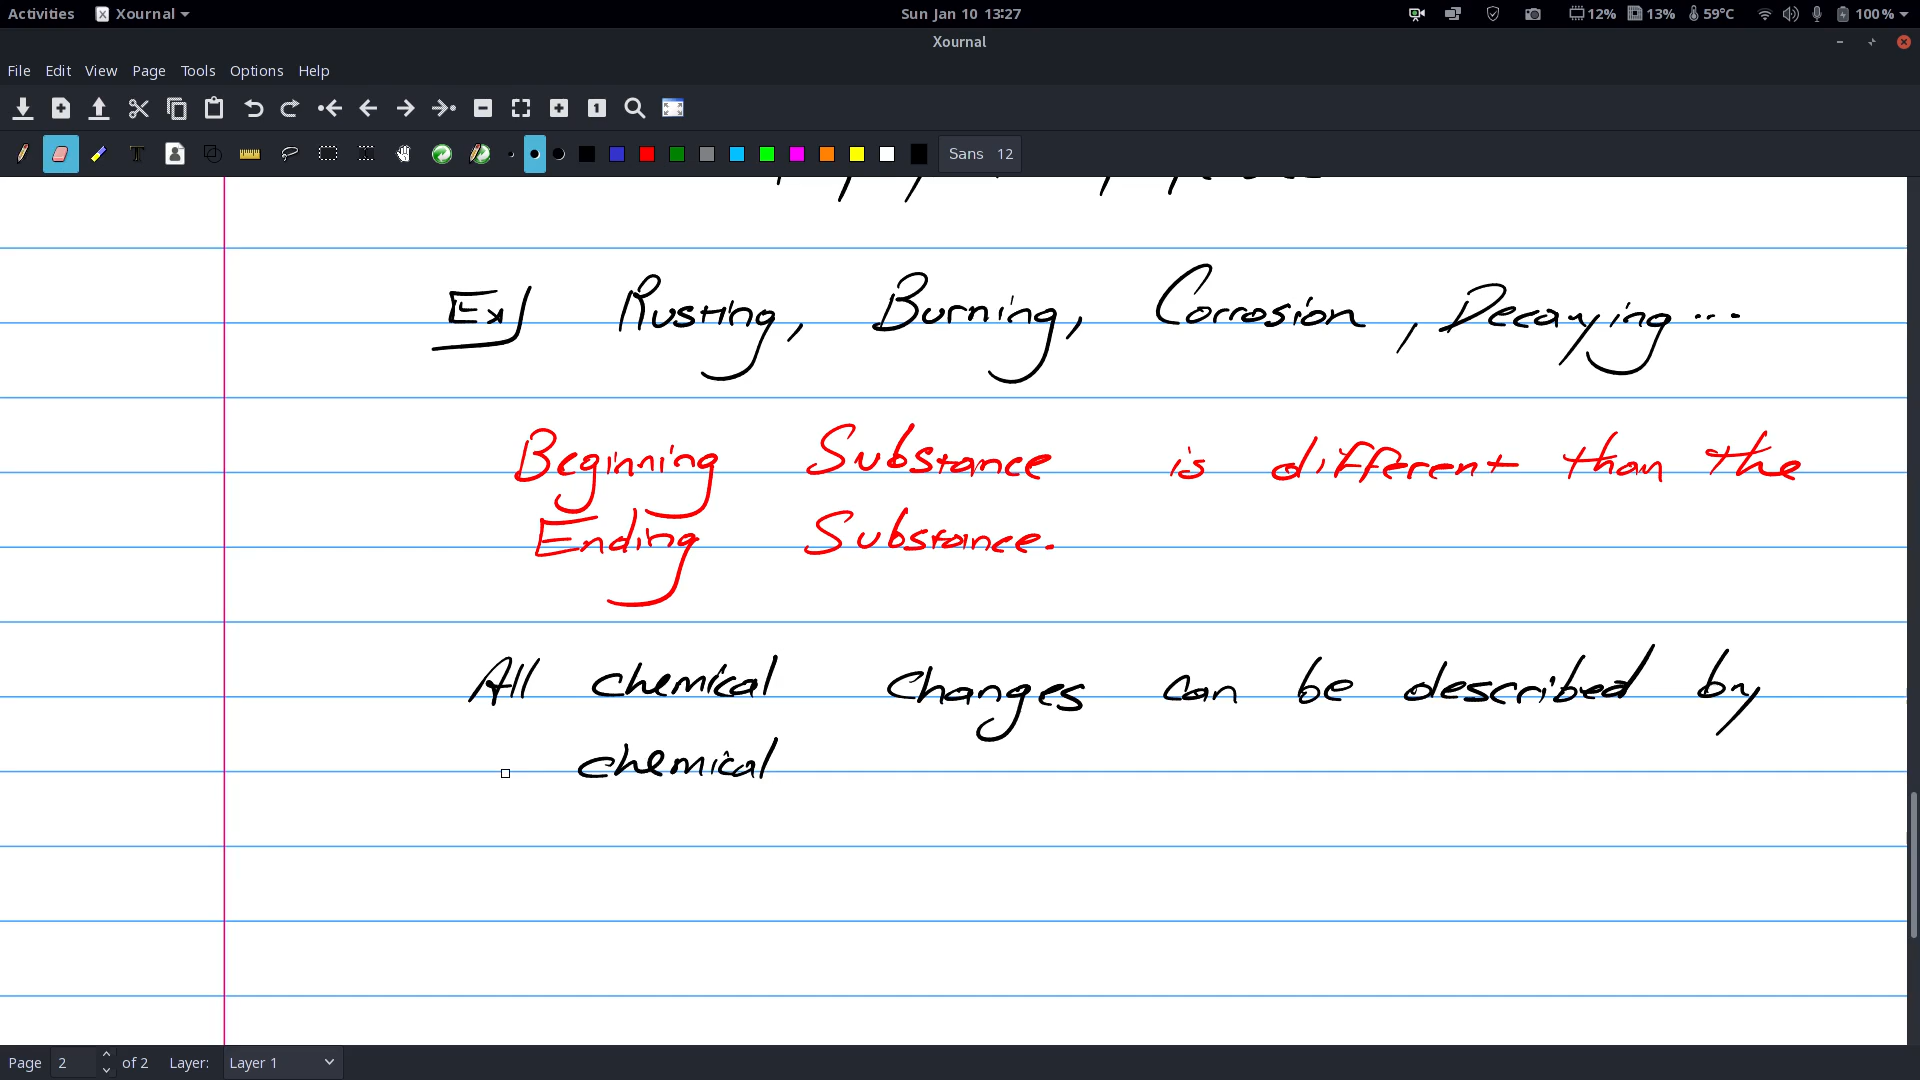 Activities Xournal Sun Jan 10 13:27 12% 13% 59°C 100%
Xournal
File Edit View Page Tools Options Help
1
T Sans 12
Ex) Rusting, Burning, Corrosion, Decaying...
Beginning Substance is different than the
Ending Substance.
All chemical changes can be described by
chemical
Page 2 of 2 Layer: Layer 1